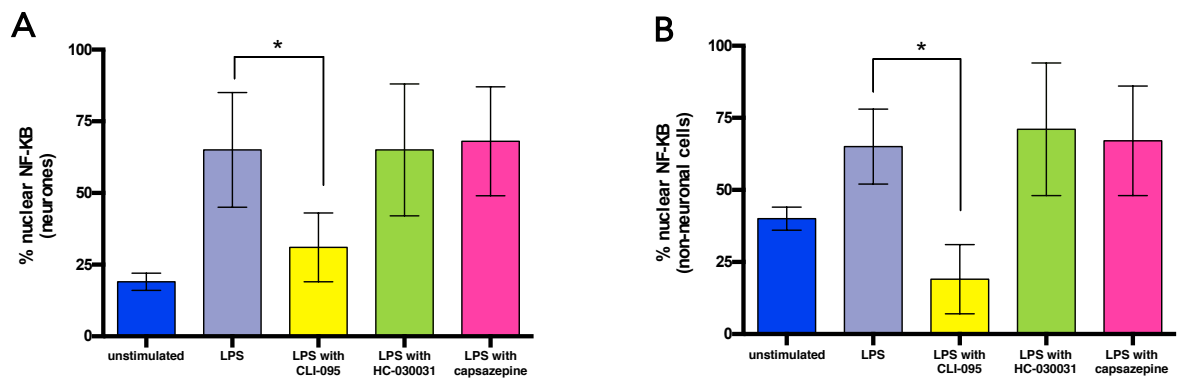 A
% nuclear NF-KB
(neurones)
100
75
50
25
0
*
unstimulated
LPS
LPS with
CLI-095
LPS with
HC-030031
LPS with
capsazepine
B
% nuclear NF-KB
(non-neuronal cells)
100
75
50
25
0
*
unstimulated
LPS
LPS with
CLI-095
LPS with
HC-030031
LPS with
capsazepine